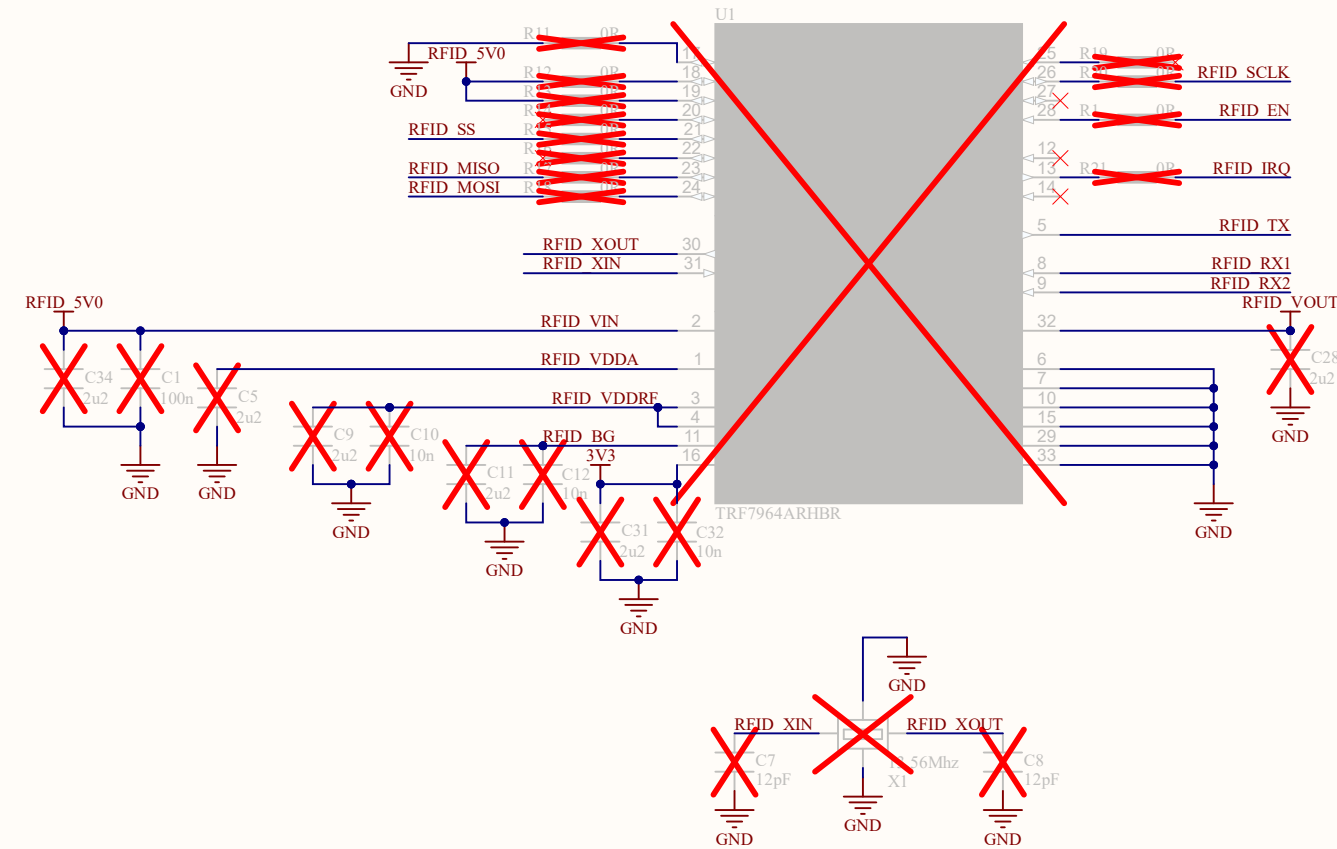 U1
R11 0R
RFID_5V0
GND
17
18
19
20
21
22
23
24
R12
RFID_SS
RFID_MISO
RFID_MOSI
25
26
27
28
12
13
14
R19 0R
RFID_SCLK
R1 0R
RFID_EN
R21 0R
RFID_IRQ
RFID_XOUT 30
RFID_XIN 31
5 RFID_TX
8 RFID_RX1
9 RFID_RX2
RFID_VOUT
RFID_5V0
RFID_VIN 2
32
RFID_VDDA 1
6
7
10
15
29
33
C34
2u2
C1
100n
C5
2u2
C28
2u2
RFID_VDDRF 3
4
C9
2u2
C10
10n
RFID_BG 11
3V3 16
C11
2u2
C12
10n
C31
2u2
C32
10n
TRF7964ARHBR
GND
GND
GND
GND
GND
GND
GND
GND
RFID_XIN
RFID_XOUT
C7
12pF
13.56Mhz
X1
C8
12pF
GND
GND
GND